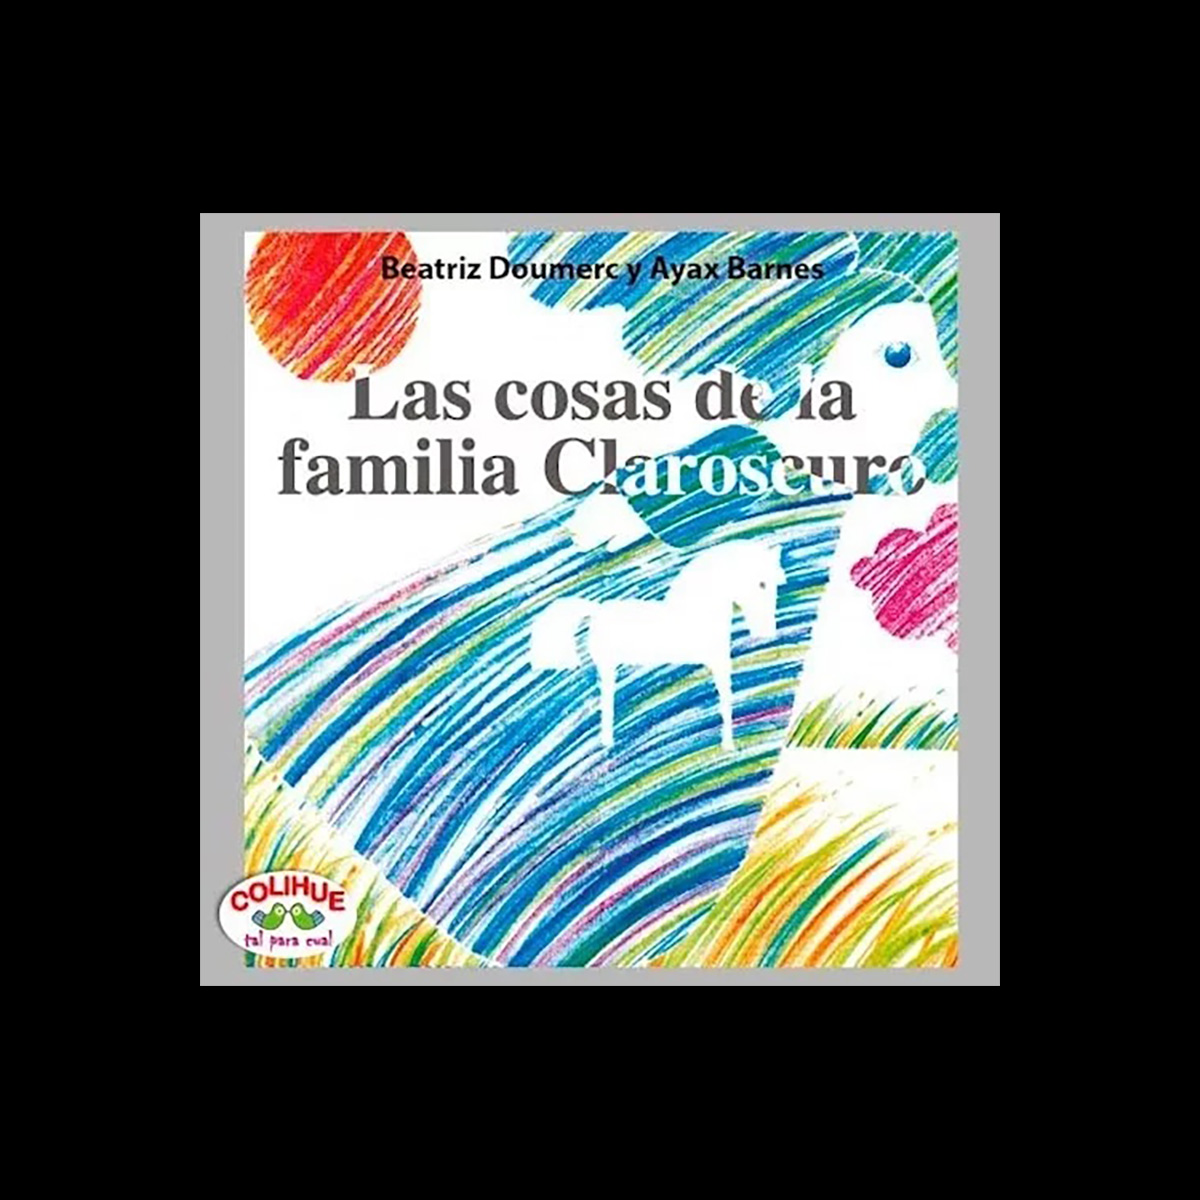 Beatriz Doumerc y Ayax Barnes
Las cosas de la
familia Claroscuro
COLIHUE
tal para cual